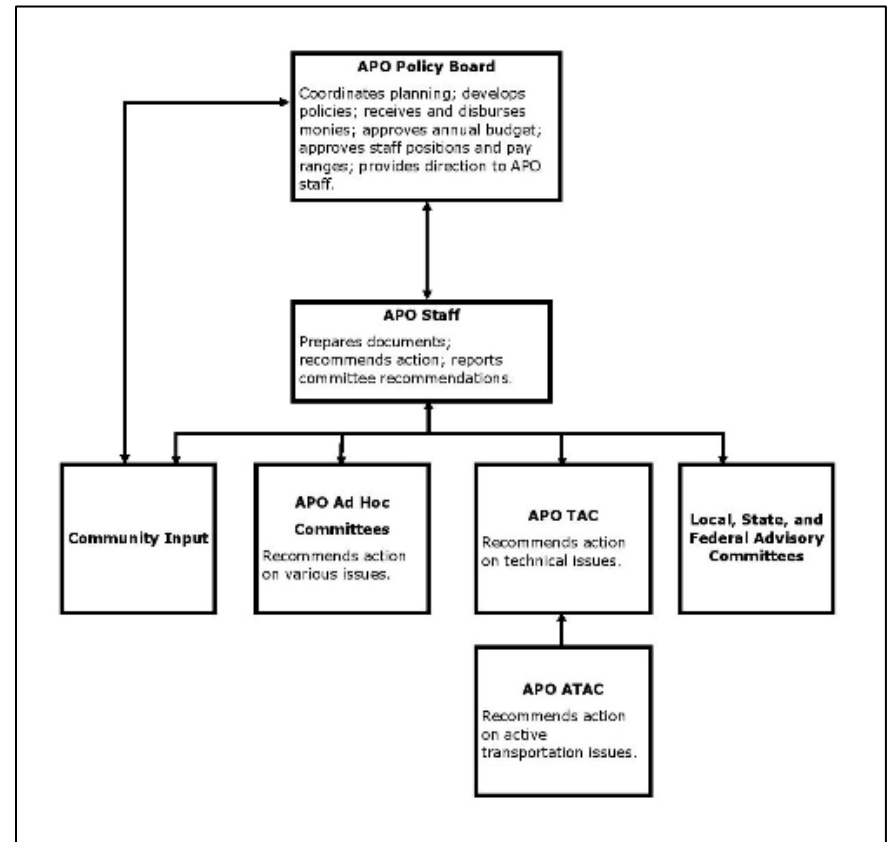 APO Policy Board
Coordinates planning; develops
policies; receives and disburses
monies; approves annual budget;
approves staff positions and pay
ranges; provides direction to APO
staff.
APO Staff
Prepares documents;
recommends action; reports
committee recommendations.
Community Input
APO Ad Hoc
Committees
Recommends action
on various issues.
APO TAC
Recommends action
on technical issues.
Local, State, and
Federal Advisory
Committees
APO ATAC
Recommends action
on active
transportation issues.